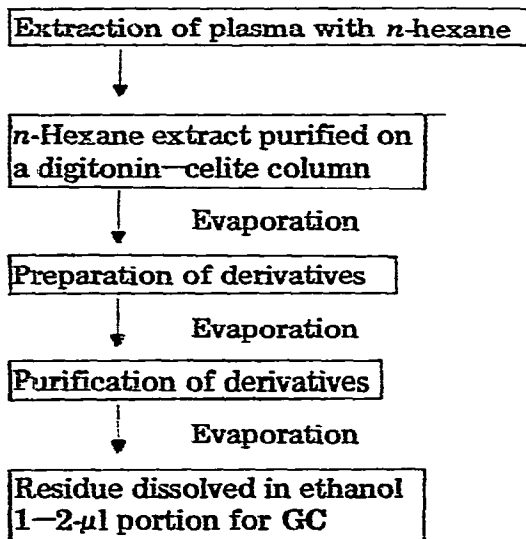 Extraction of plasma with n-hexane
n-Hexane extract purified on
a digitonin—celite column
Evaporation
Preparation of derivatives
Evaporation
Purification of derivatives
Evaporation
Residue dissolved in ethanol
1—2-μl portion for GC